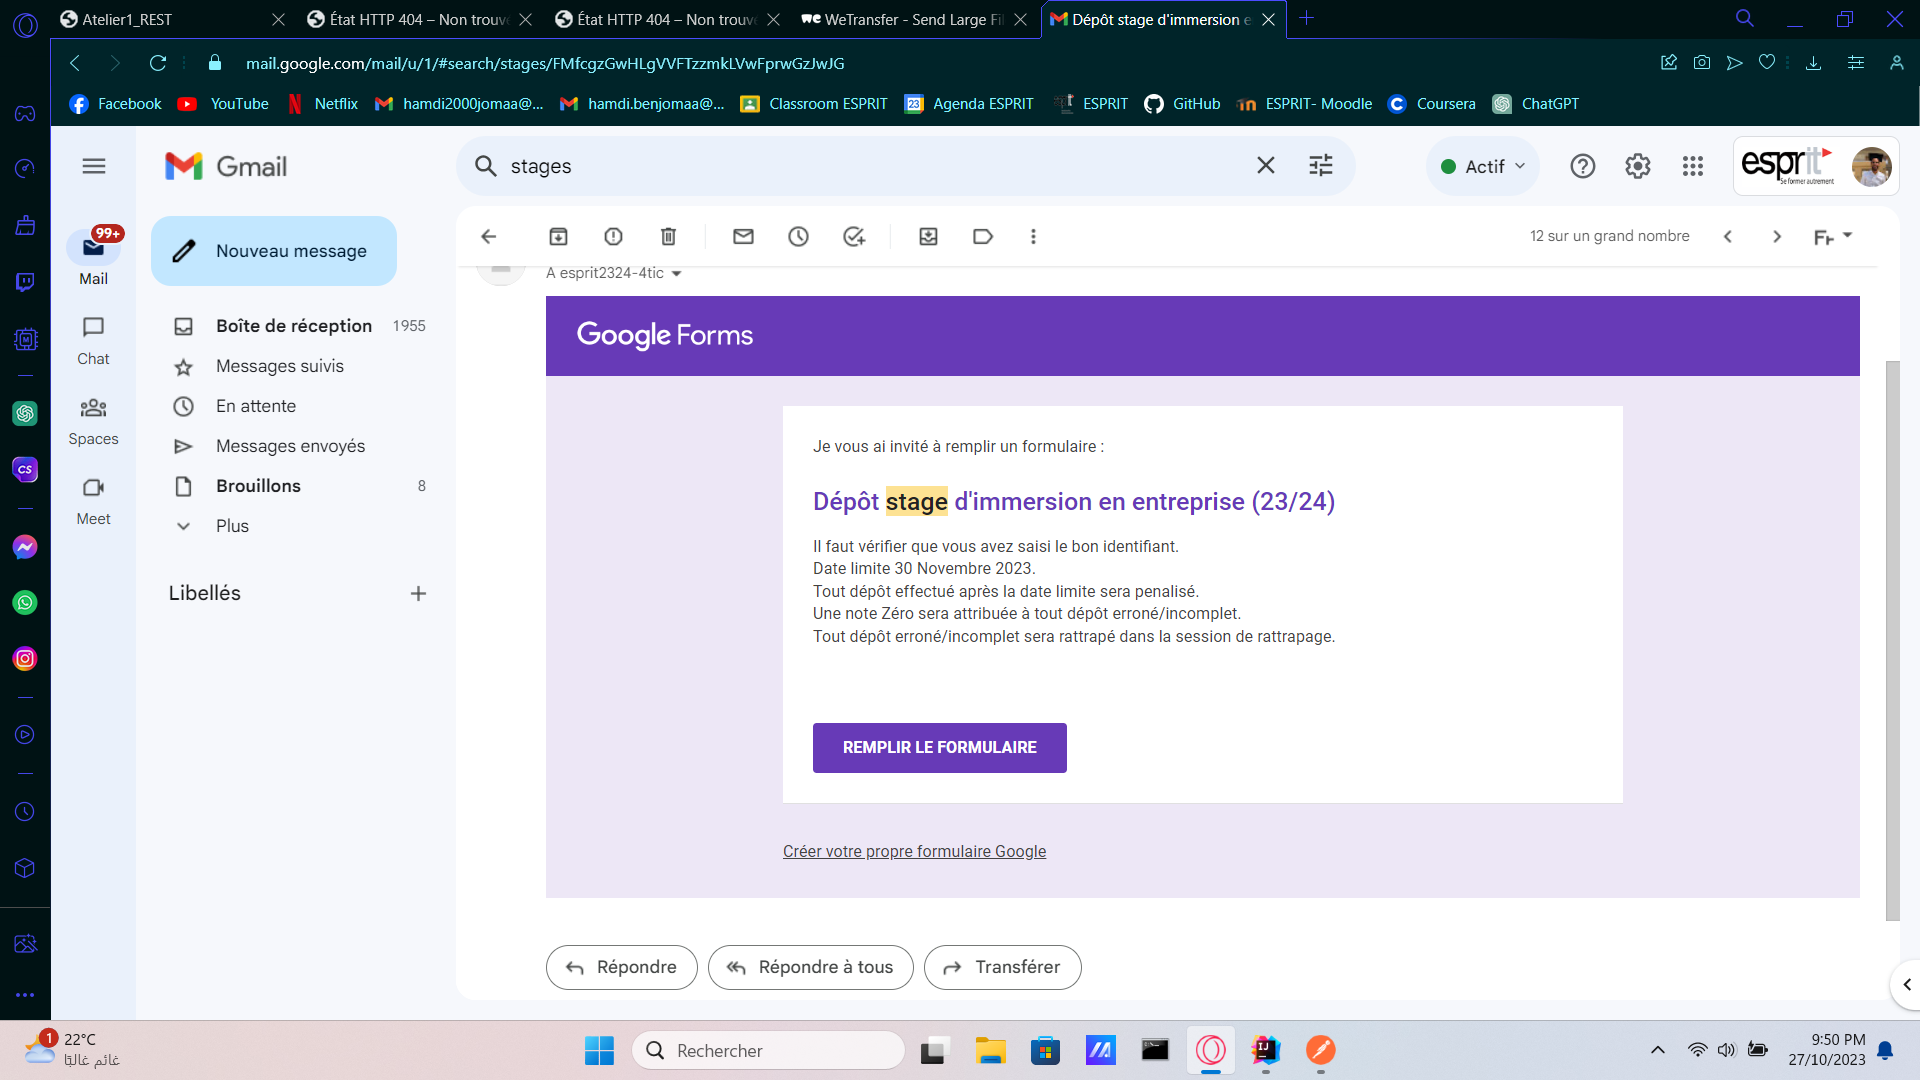 Atelier1_REST
État HTTP 404 – Non trouvé
État HTTP 404 – Non trouvé
WeTransfer - Send Large Fi
Dépôt stage d'immersion e
mail.google.com/mail/u/1/#search/stages/FMfcgzGwHLgVVFTzzmkLVwFprwGzJwJG
Facebook
YouTube
Netflix
hamdi2000jomaa@...
hamdi.benjomaa@...
Classroom ESPRIT
23
Agenda ESPRIT
ESPRIT
GitHub
ESPRIT- Moodle
Coursera
ChatGPT
Gmail
stages
Actif
esprit
Se former autrement
99+
Mail
Chat
Spaces
Meet
Nouveau message
Boîte de réception 1955
Messages suivis
En attente
Messages envoyés
Brouillons 8
Plus
Libellés
12 sur un grand nombre
A esprit2324-4tic
Google Forms
Je vous ai invité à remplir un formulaire :
Dépôt stage d'immersion en entreprise (23/24)
Il faut vérifier que vous avez saisi le bon identifiant.
Date limite 30 Novembre 2023.
Tout dépôt effectué après la date limite sera penalisé.
Une note Zéro sera attribuée à tout dépôt erroné/incomplet.
Tout dépôt erroné/incomplet sera rattrapé dans la session de rattrapage.
REMPLIR LE FORMULAIRE
Créer votre propre formulaire Google
Répondre
Répondre à tous
Transférer
CS
1
22°C
غائم غالبًا
Rechercher
IJ
9:50 PM
27/10/2023